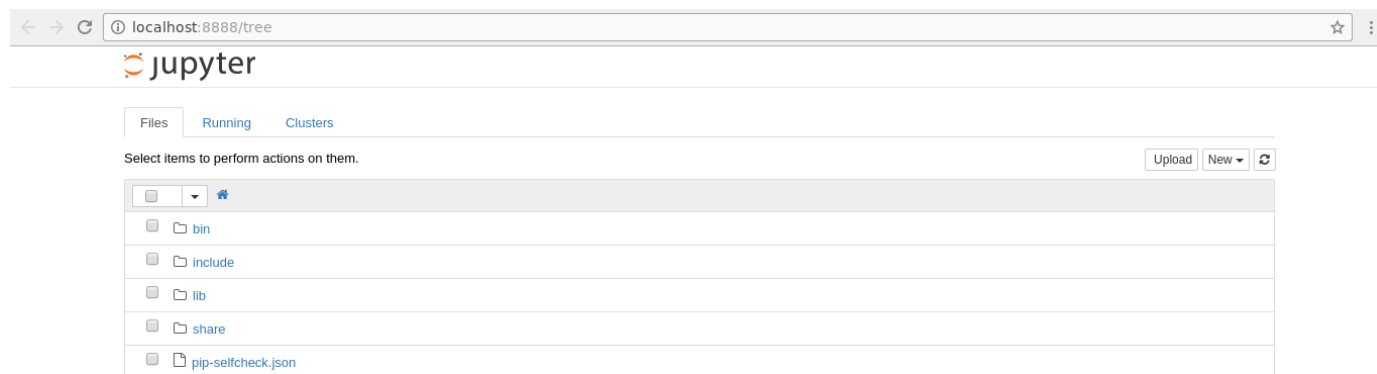 localhost:8888/tree
jupyter
Files Running Clusters
Select items to perform actions on them. Upload New
bin
include
lib
share
pip-selfcheck.json